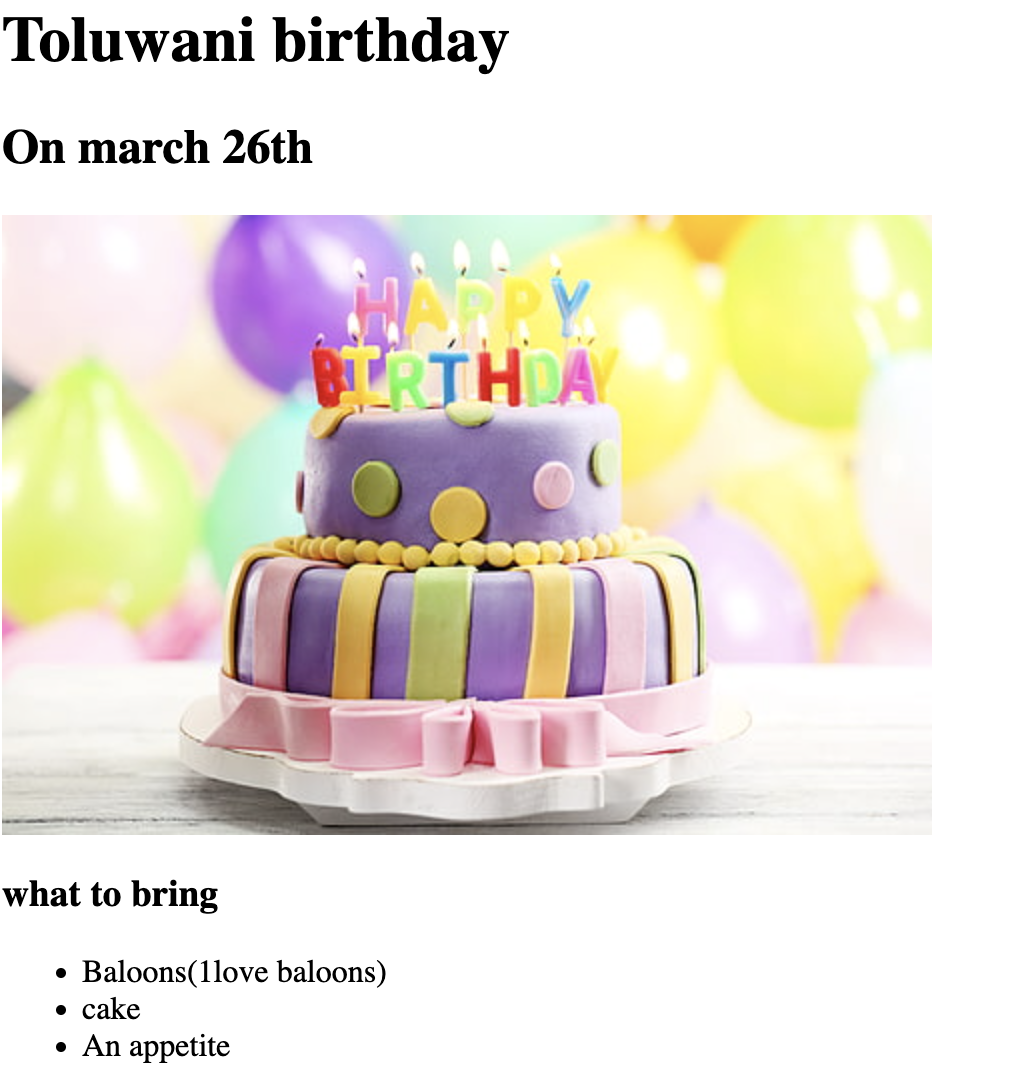 Toluwani birthday
On march 26th
HAPPY
BIRTHDAY
what to bring
Baloons(1love baloons)
cake
An appetite